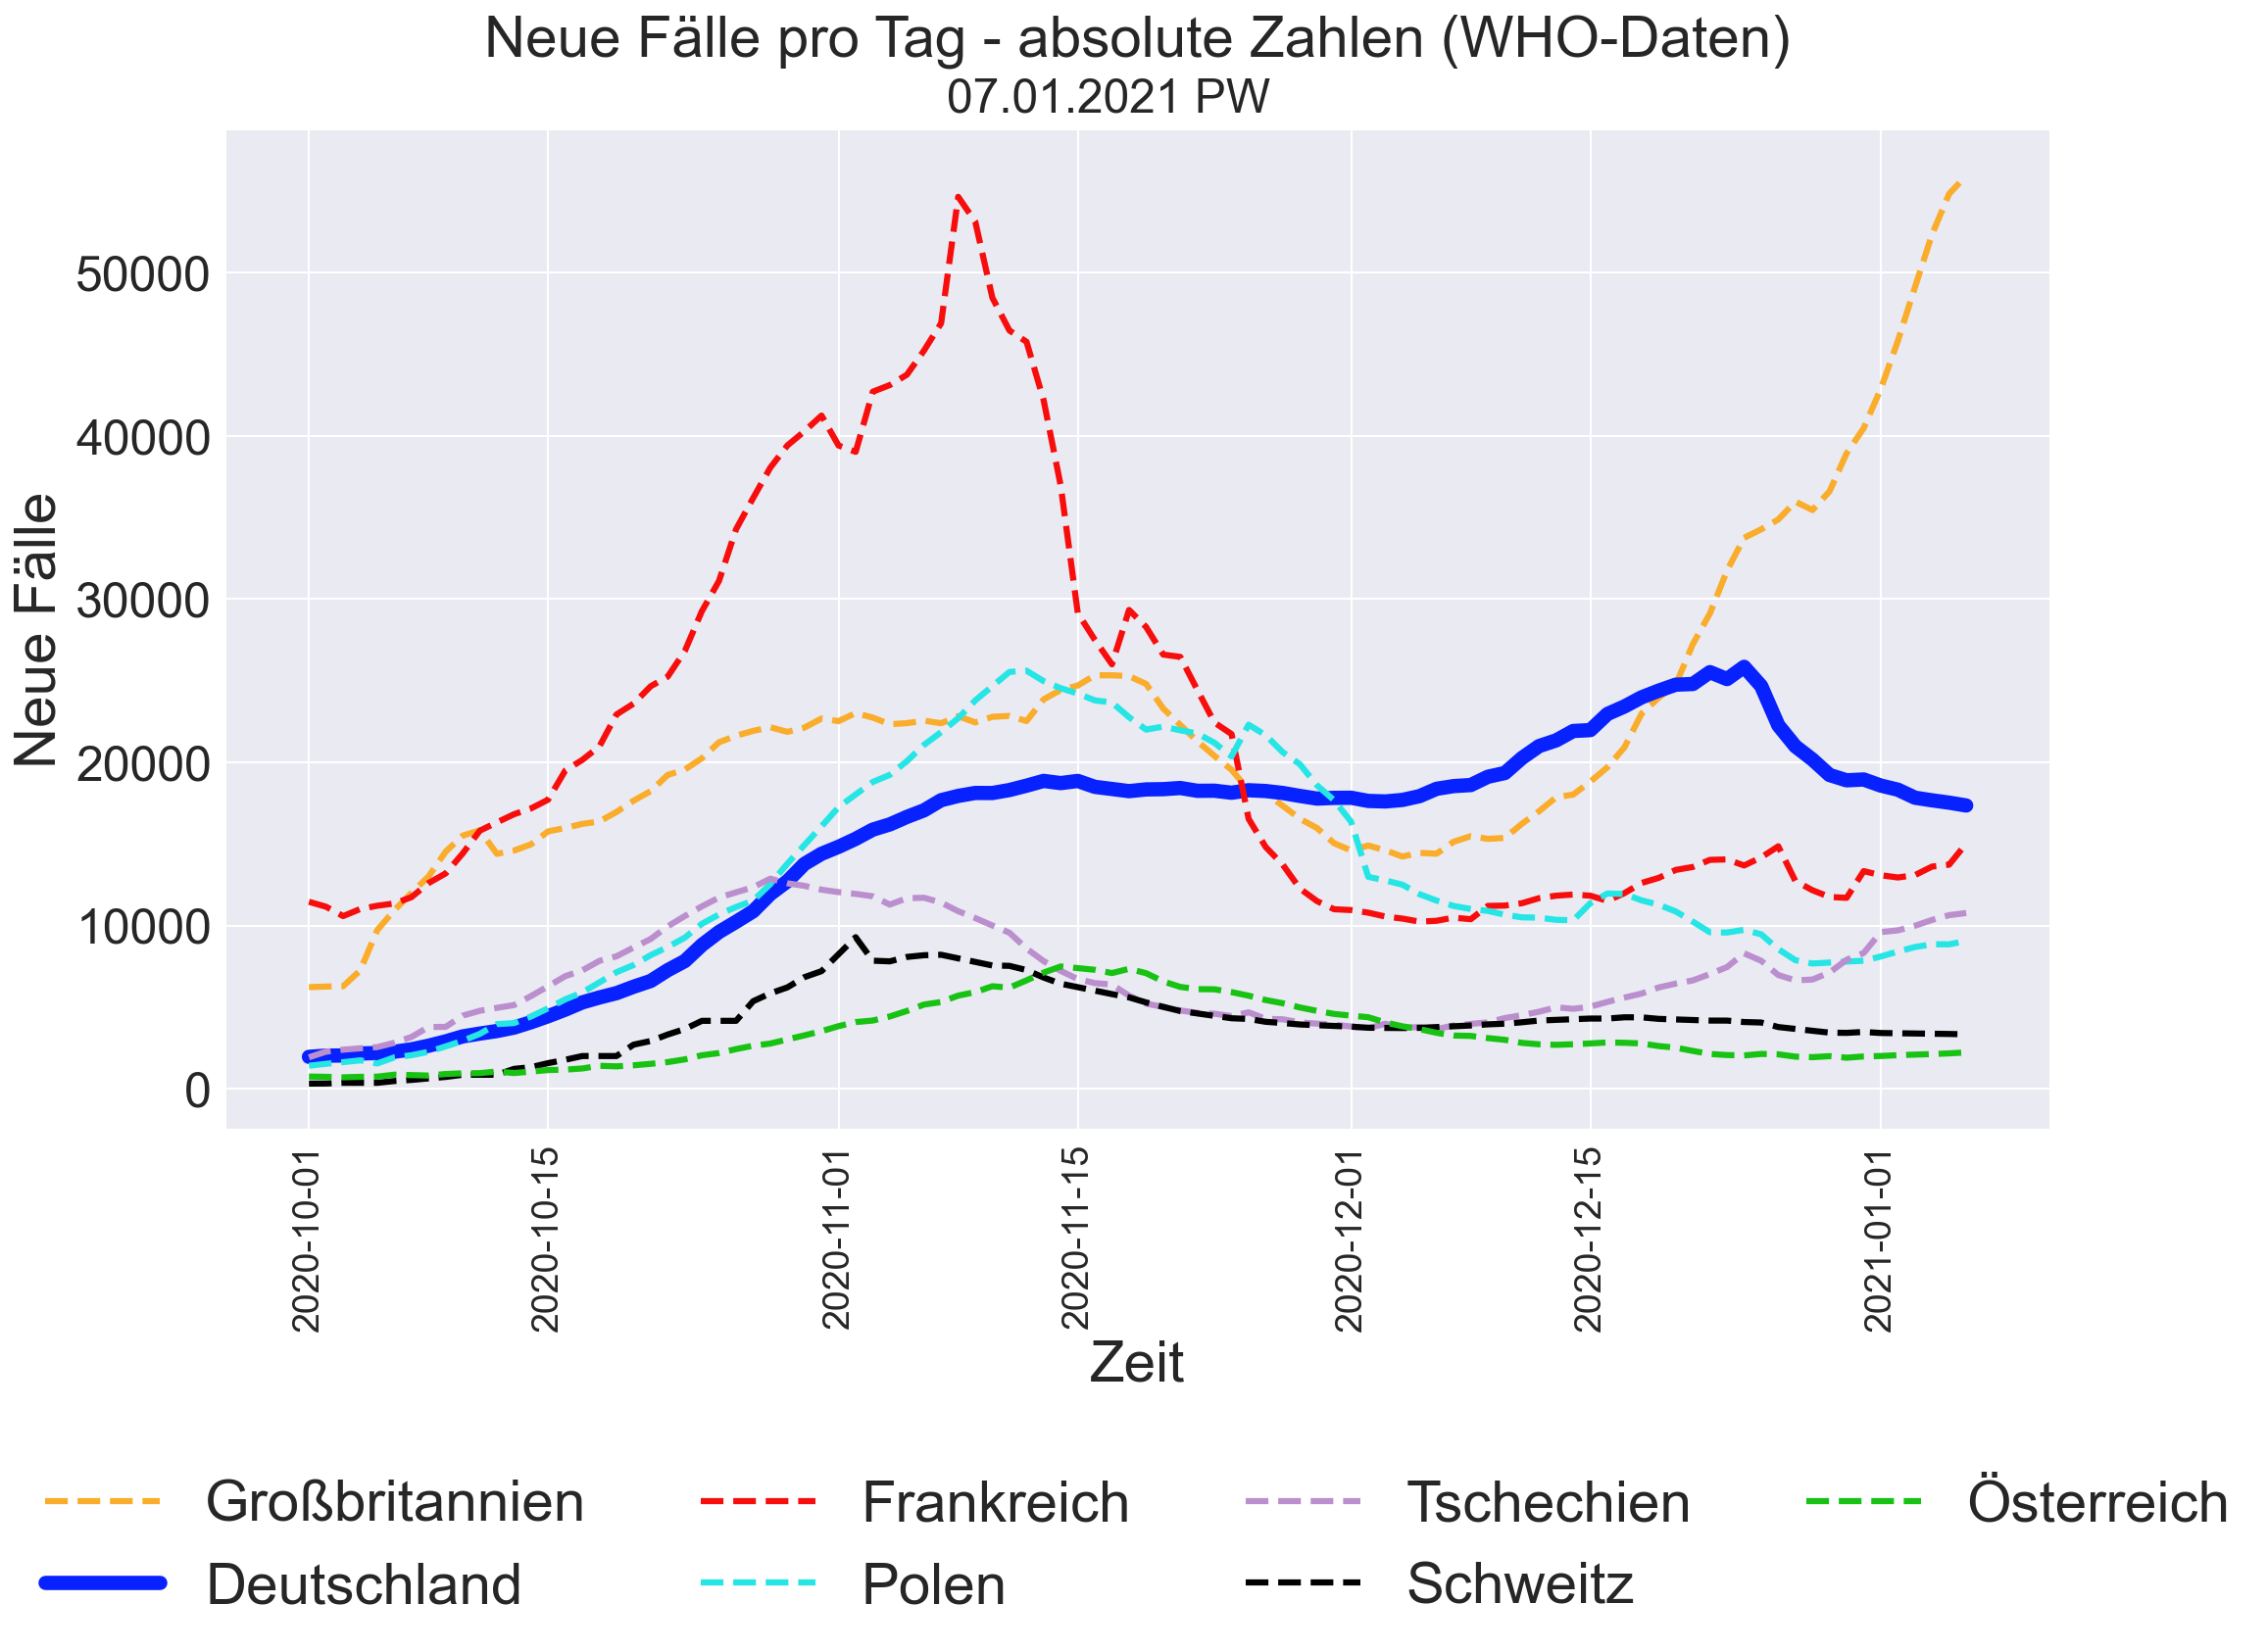 Neue Fälle pro Tag - absolute Zahlen (WHO-Daten)
07.01.2021 PW
Neue Fälle
50000
40000
30000
20000
10000
0
2020-10-01
2020-10-15
2020-11-01
2020-11-15
2020-12-01
2020-12-15
2021-01-01
Zeit
Großbritannien Frankreich Tschechien Österreich
Deutschland Polen Schweitz